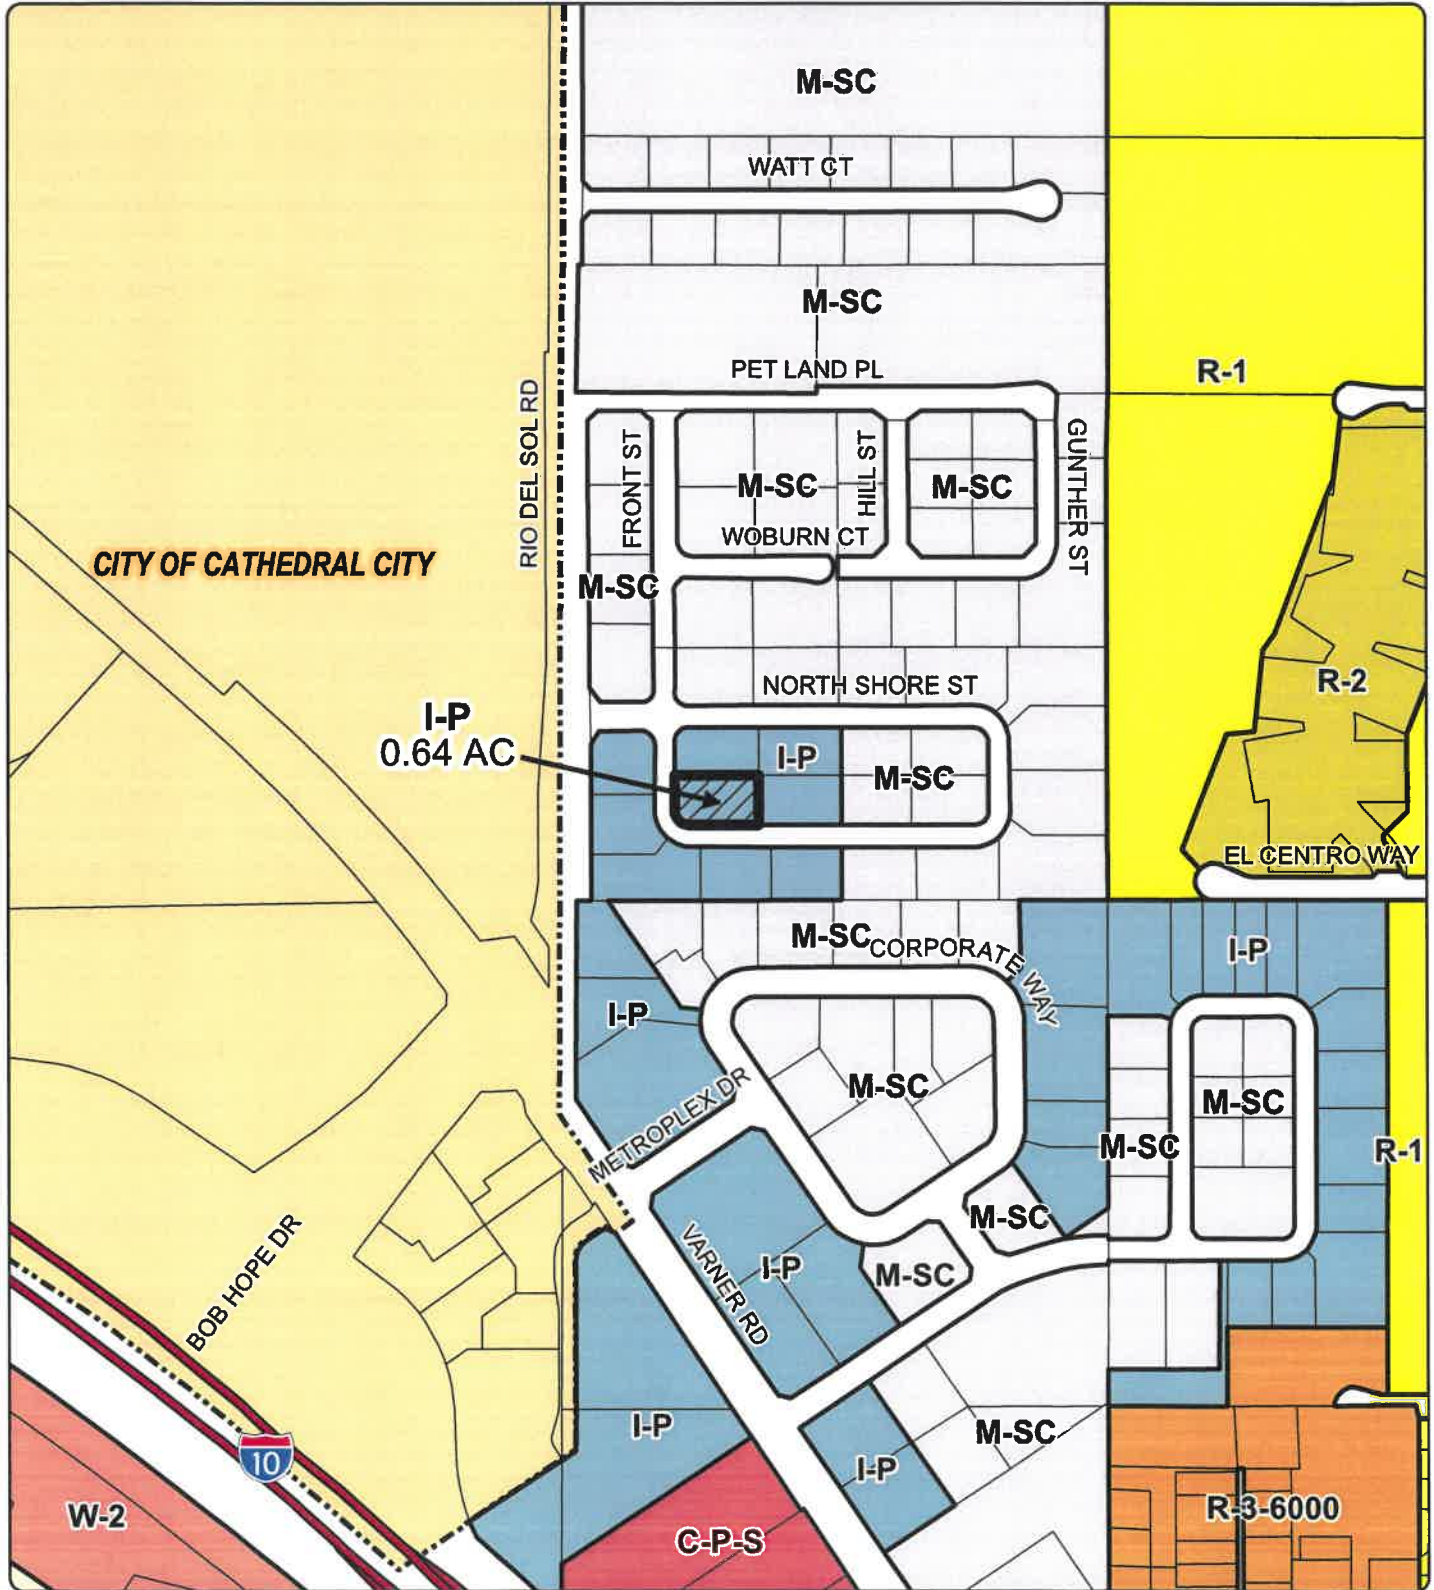 M-SC
WATT CT
M-SC
PET LAND PL
R-1
RIO DEL SOL RD
FRONT ST
M-SC
HILL ST
M-SC
GUNTHER ST
WOBURN CT
CITY OF CATHEDRAL CITY
M-SC
R-2
NORTH SHORE ST
I-P
0.64 AC
I-P
M-SC
EL CENTRO WAY
M-SC
CORPORATE WAY
I-P
I-P
M-SC
METROPLEX DR
M-SC
M-SC
R-1
M-SC
BOB HOPE DR
VARNER RD
I-P
M-SC
I-P
M-SC
10
I-P
W-2
R-3-6000
C-P-S